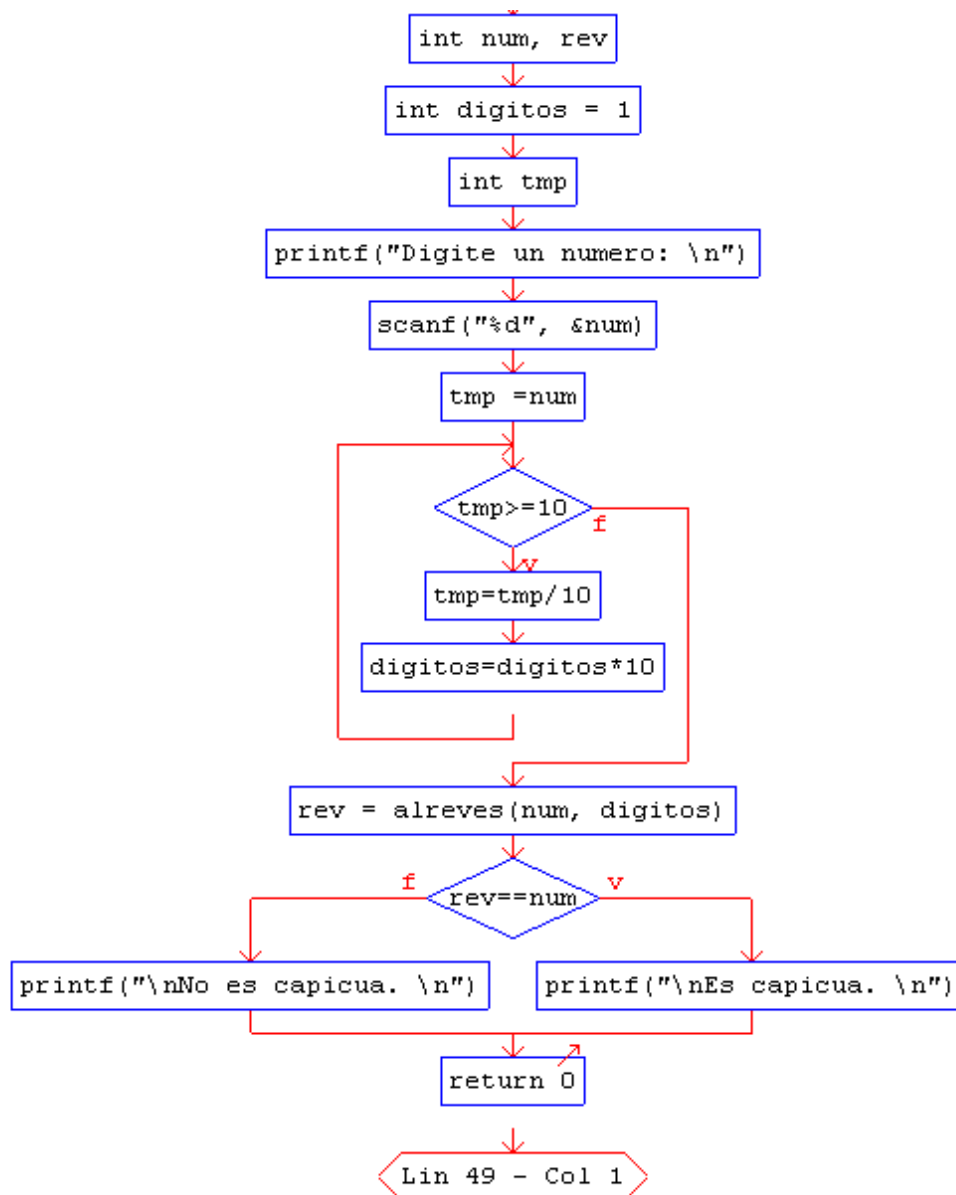 int num, rev
int digitos = 1
int tmp
printf("Digite un numero: \n")
scanf("%d", &num)
tmp =num
tmp>=10
f
v
tmp=tmp/10
digitos=digitos*10
rev = alreves(num, digitos)
f
v
rev==num
printf("\nNo es capicua. \n")
printf("\nEs capicua. \n")
return 0
Lin 49 - Col 1